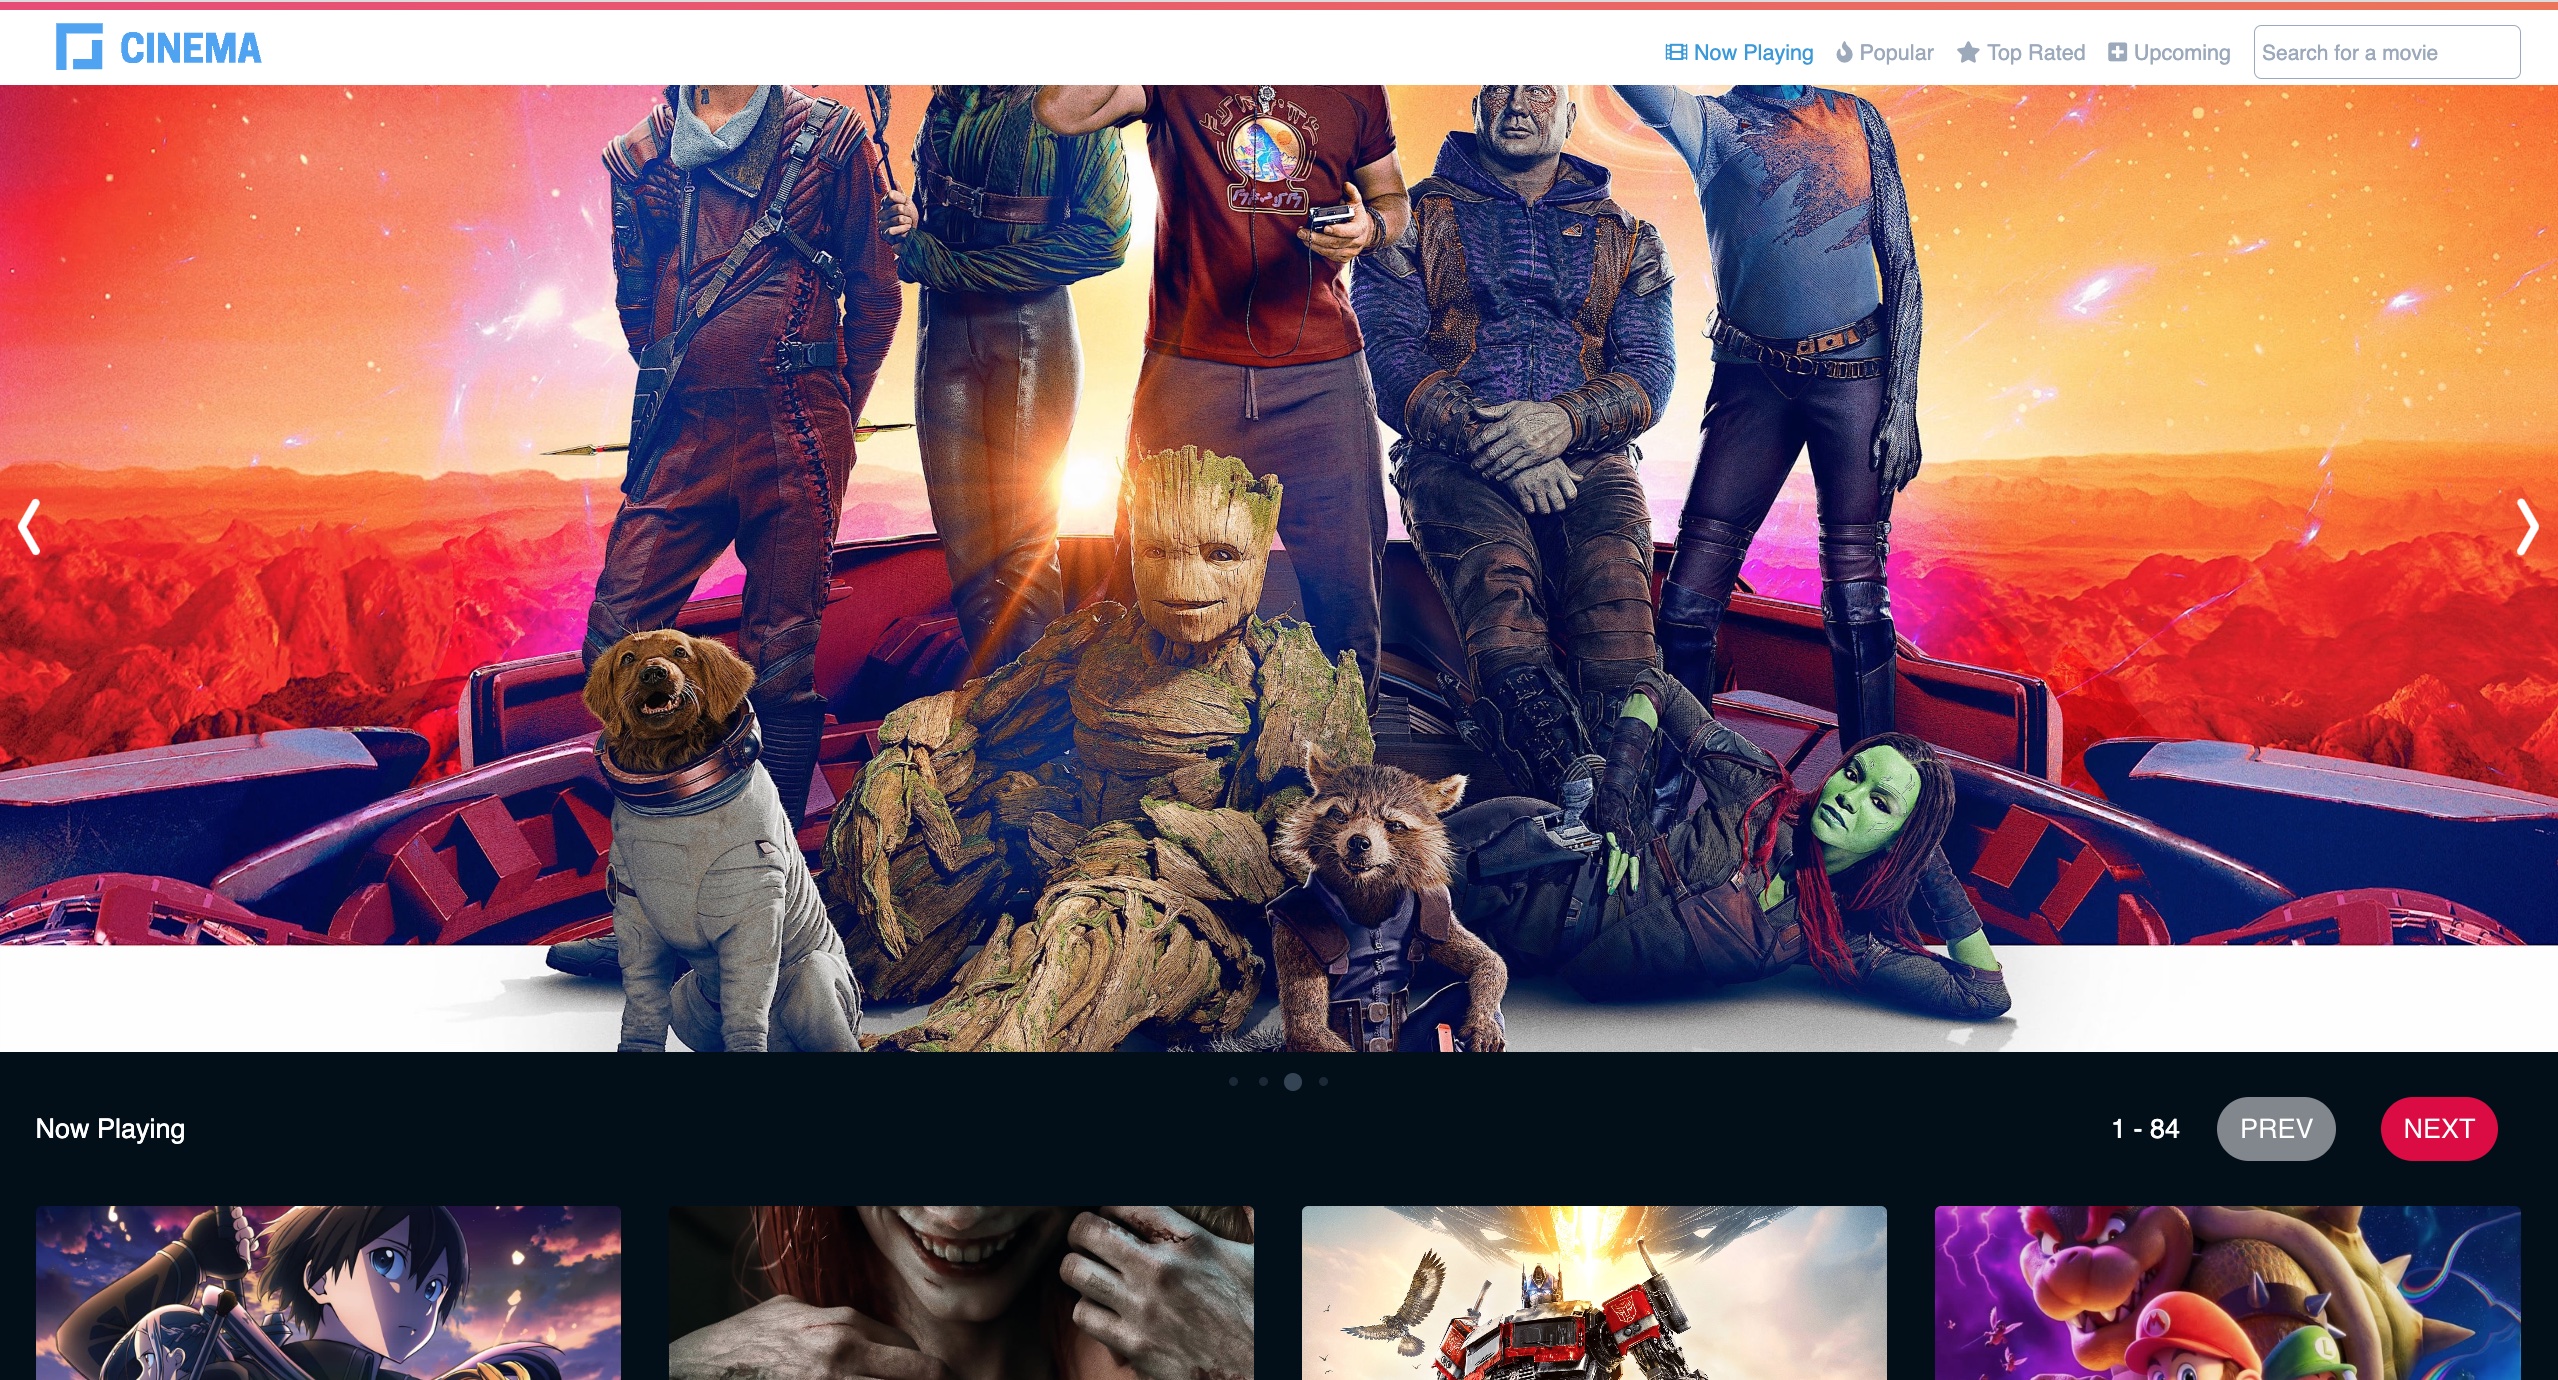 CINEMA
Now Playing
Popular
Top Rated
Upcoming
Search for a movie
Now Playing
1 - 84
PREV
NEXT
M
L